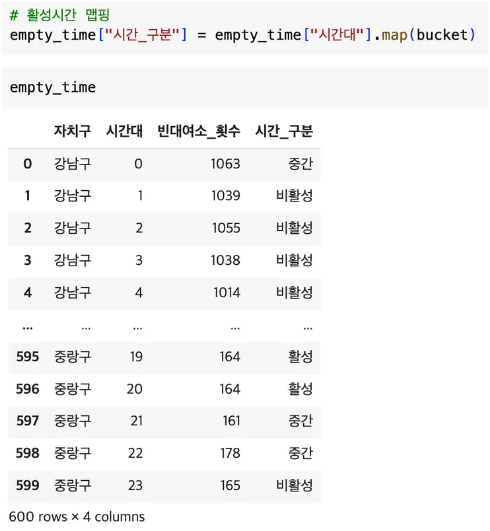 # 활성시간 맵핑
empty_time["시간_구분"] = empty_time["시간대"].map(bucket)
empty_time
자치구 시간대 빈대여소_횟수 시간_구분
0 강남구 0 1063 중간
1 강남구 1 1039 비활성
2 강남구 2 1055 비활성
3 강남구 3 1038 비활성
4 강남구 4 1014 비활성
... ... ... ... ...
595 중랑구 19 164 활성
596 중랑구 20 164 활성
597 중랑구 21 161 중간
598 중랑구 22 178 중간
599 중랑구 23 165 비활성
600 rows × 4 columns